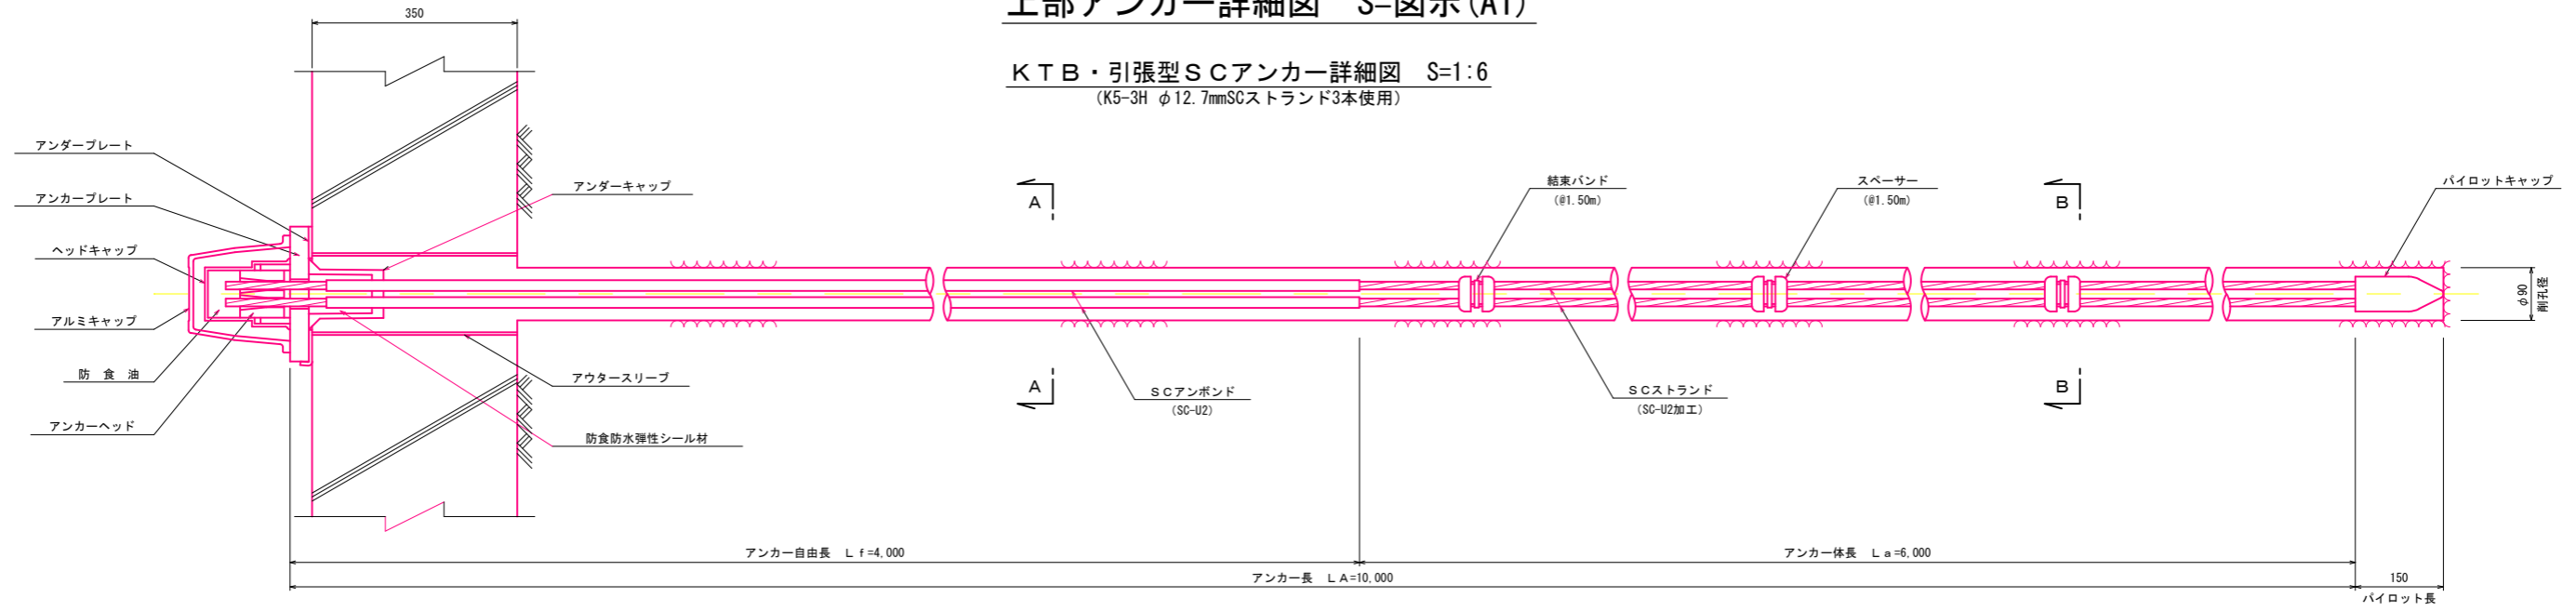 上部アンカー詳細図 S=図示(A1)
KTB・引張型SCアンカー詳細図 S=1:6
(K5-3H φ12.7mmSCストランド3本使用)
350
アンダープレート
アンカープレート
ヘッドキャップ
アルミキャップ
防 食 油
アンカーヘッド
アンダーキャップ
アウタースリーブ
防食防水弾性シール材
A
A
SCアンボンド
(SC-U2)
結束バンド
(@1.50m)
SCストランド
(SC-U2加工)
スペーサー
(@1.50m)
B
B
パイロットキャップ
φ90
削孔径
アンカー自由長 Lf=4,000
アンカー体長 La=6,000
アンカー長 LA=10,000
150
パイロット長